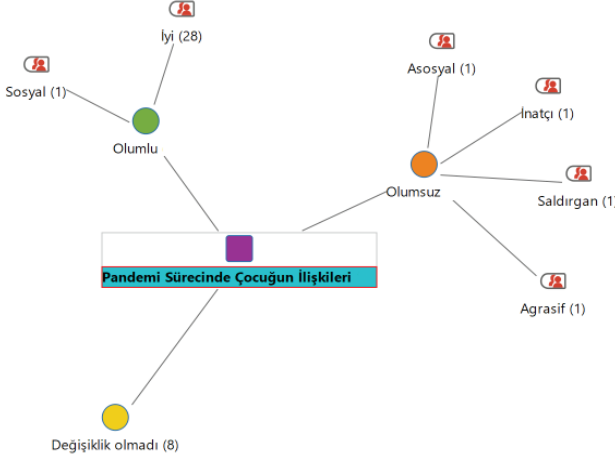 İyi (28)
Sosyal (1)
Olumlu
Asosyal (1)
İnatçı (1)
Olumsuz
Saldırgan (1)
Pandemi Sürecinde Çocuğun İlişkileri
Agrasif (1)
Değişiklik olmadı (8)